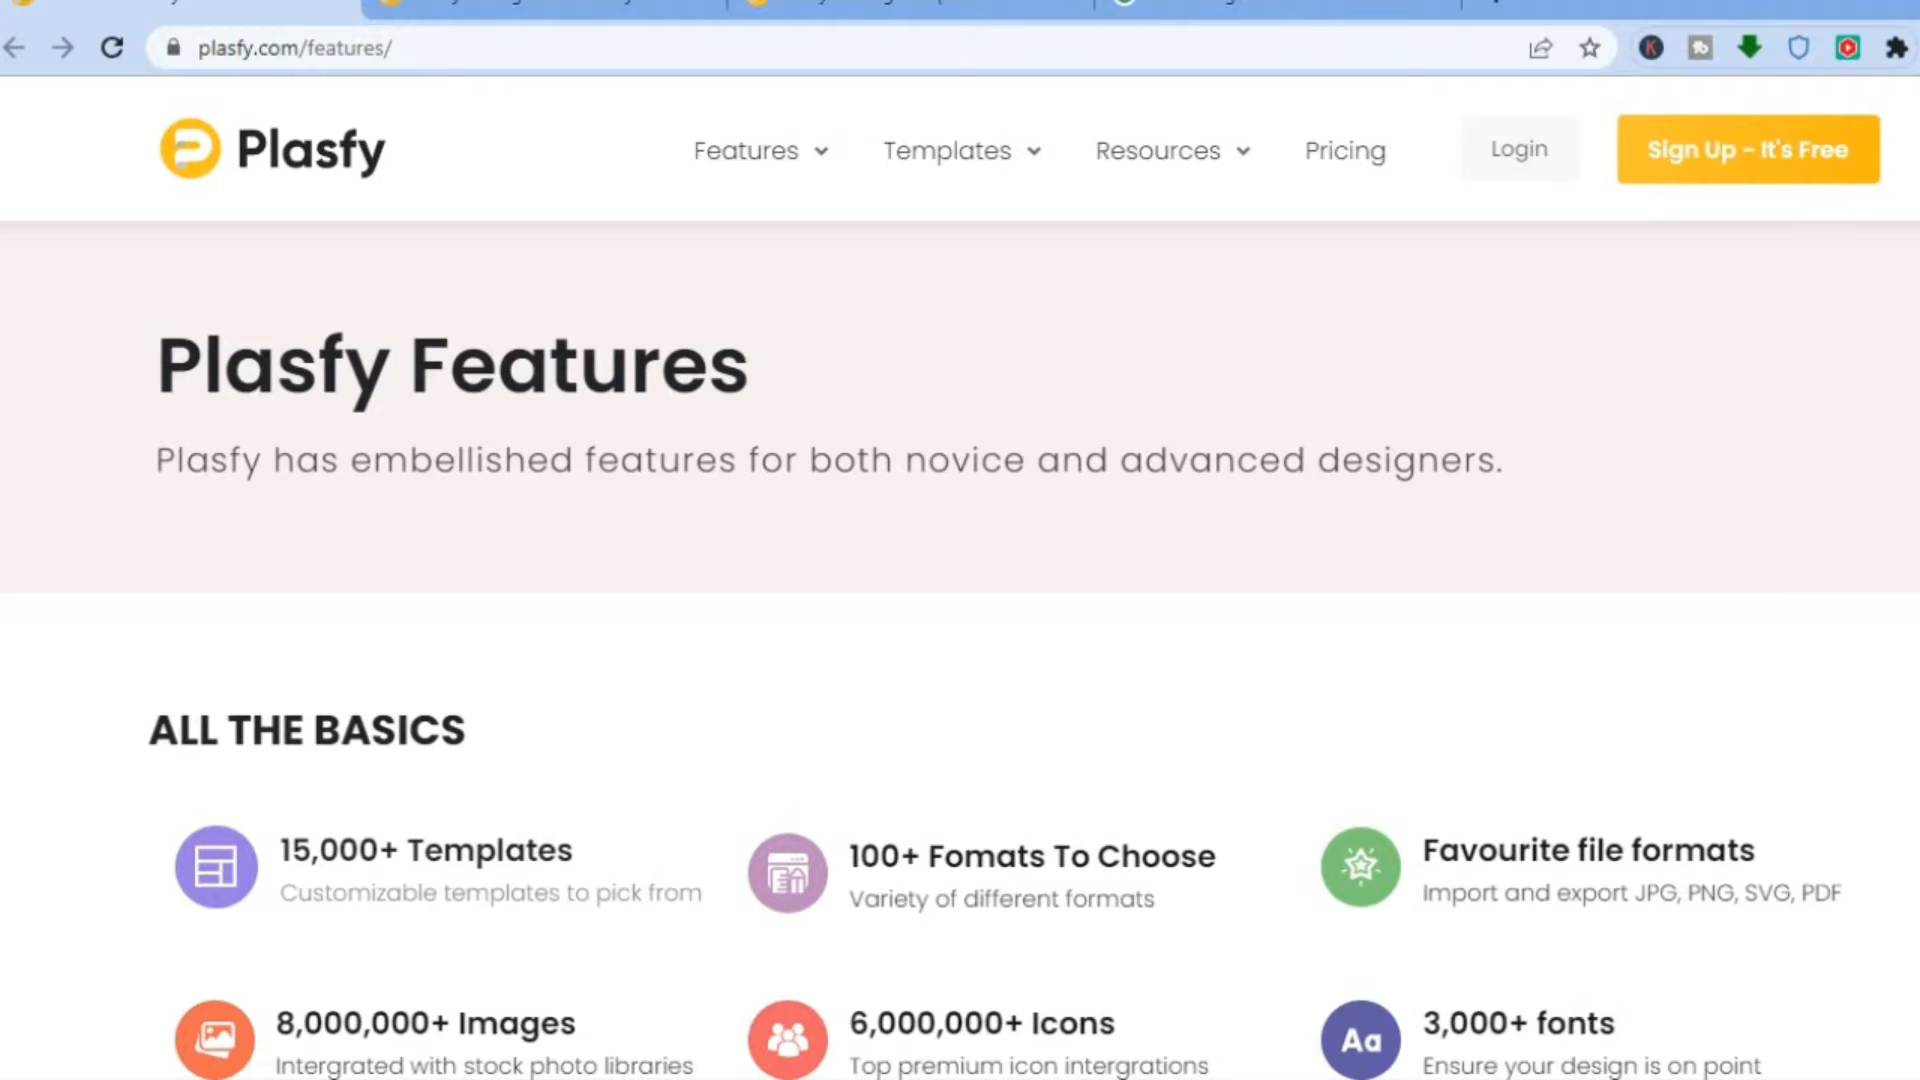 plasfy.com/features/
Plasfy
Features
Templates
Resources
Pricing
Login
Sign Up - It's Free
Plasfy Features
Plasfy has embellished features for both novice and advanced designers.
ALL THE BASICS
15,000+ Templates
Customizable templates to pick from
100+ Fomats To Choose
Variety of different formats
Favourite file formats
Import and export JPG, PNG, SVG, PDF
8,000,000+ Images
Intergrated with stock photo libraries
6,000,000+ Icons
Top premium icon intergrations
Aa
3,000+ fonts
Ensure your design is on point